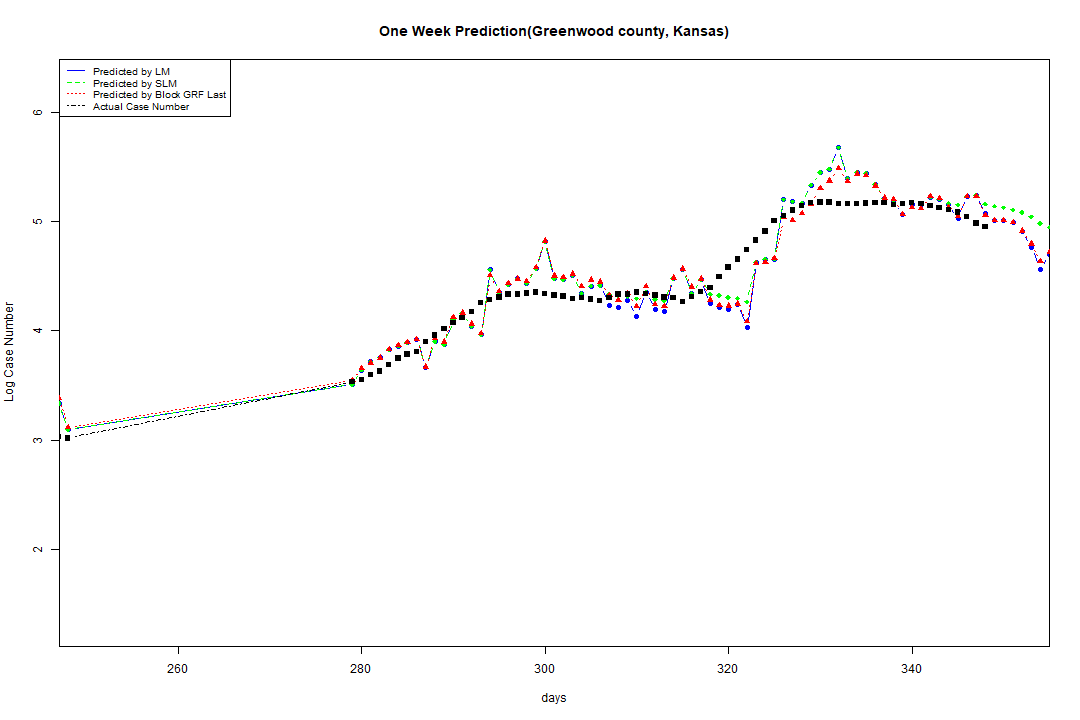 One Week Prediction(Greenwood county, Kansas)
Predicted by LM
Predicted by SLM
Predicted by Block GRF Last
Actual Case Number
6
5
4
3
2
Log Case Number
260 280 300 320 340
days